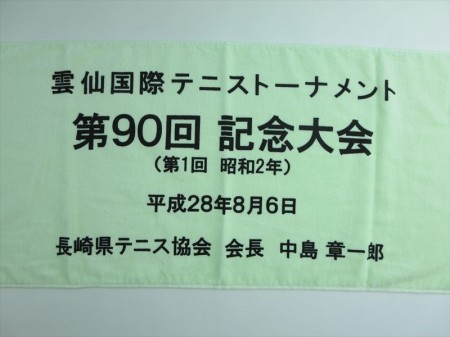 雲仙国際テニストーナメント
第90回 記念大会
(第1回 昭和2年)
平成28年8月6日
長崎県テニス協会 会長 中島 章一郎